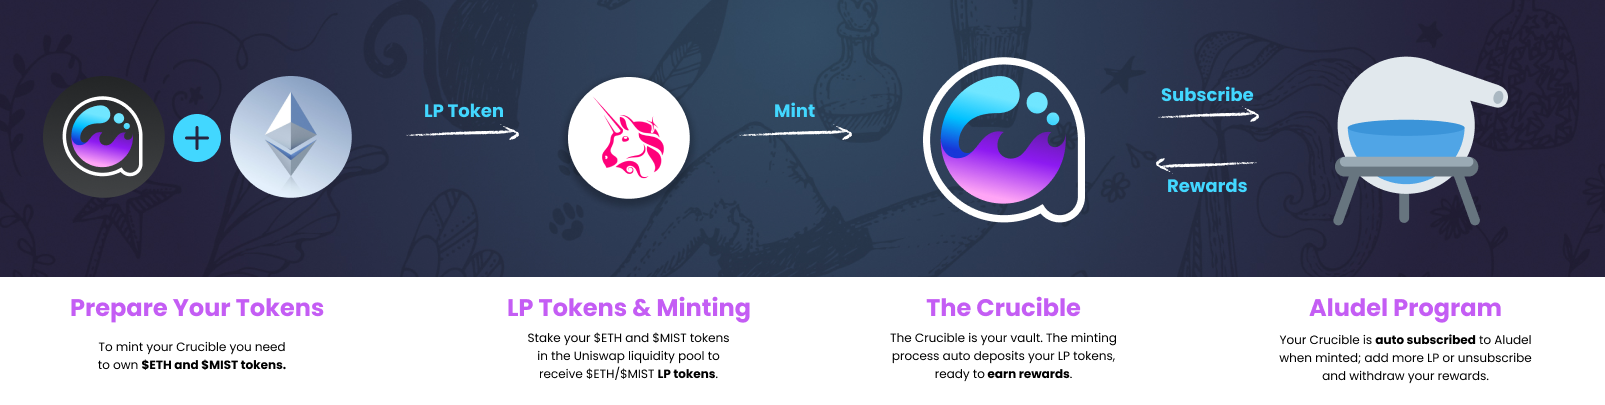 LP Token
Mint
Subscribe
Rewards
Prepare Your Tokens
To mint your Crucible you need
to own $ETH and $MIST tokens.
LP Tokens & Minting
Stake your $ETH and $MIST tokens
in the Uniswap liquidity pool to
receive $ETH/$MIST LP tokens.
The Crucible
The Crucible is your vault. The minting
process auto deposits your LP tokens,
ready to earn rewards.
Aludel Program
Your Crucible is auto subscribed to Aludel
when minted; add more LP or unsubscribe
and withdraw your rewards.